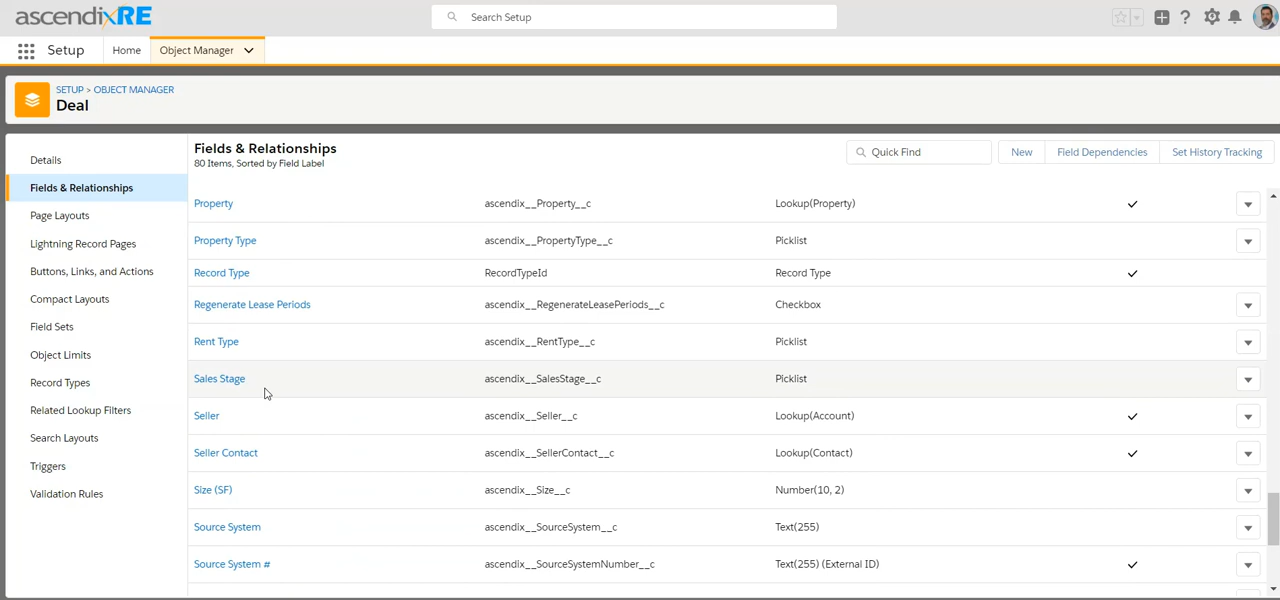 ascendixRE
Search Setup
Setup
Home
Object Manager
SETUP > OBJECT MANAGER
Deal
Details
Fields & Relationships
Page Layouts
Lightning Record Pages
Buttons, Links, and Actions
Compact Layouts
Field Sets
Object Limits
Record Types
Related Lookup Filters
Search Layouts
Triggers
Validation Rules
Fields & Relationships
80 Items, Sorted by Field Label
Quick Find
New
Field Dependencies
Set History Tracking
Property ascendix__Property__c Lookup(Property)
Property Type ascendix__PropertyType__c Picklist
Record Type RecordTypeId Record Type
Regenerate Lease Periods ascendix__RegenerateLeasePeriods__c Checkbox
Rent Type ascendix__RentType__c Picklist
Sales Stage ascendix__SalesStage__c Picklist
Seller ascendix__Seller__c Lookup(Account)
Seller Contact ascendix__SellerContact__c Lookup(Contact)
Size (SF) ascendix__Size__c Number(10, 2)
Source System ascendix__SourceSystem__c Text(255)
Source System # ascendix__SourceSystemNumber__c Text(255) (External ID)